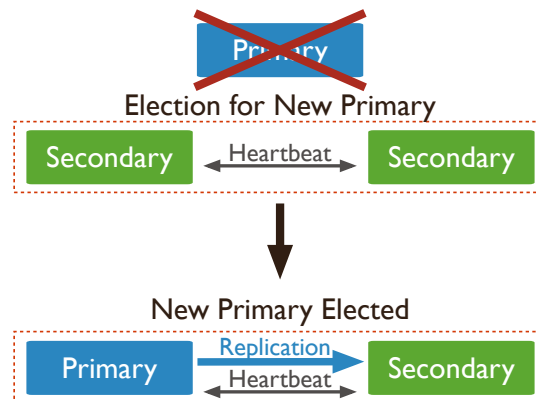 Primary
Election for New Primary
Secondary
Heartbeat
Secondary
New Primary Elected
Primary
Replication
Heartbeat
Secondary